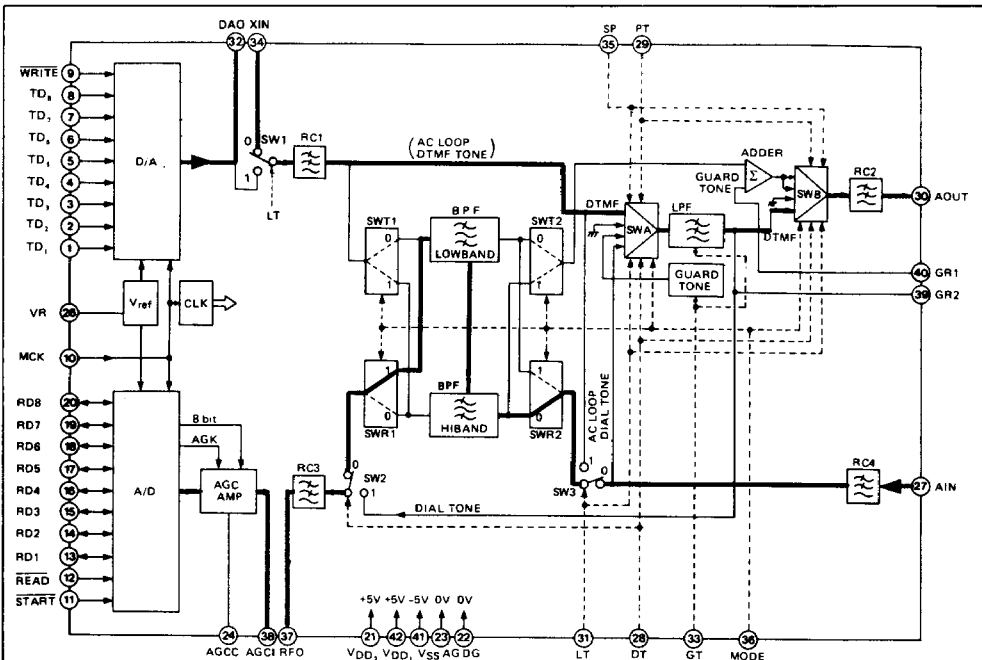 DAO XIN
32 34
SP PT
35 29
WRITE 9
TD₈ 8
TD₇ 7
TD₆ 6
TD₅ 5
TD₄ 4
TD₃ 3
TD₂ 2
TD₁ 1
D/A
0
SW1
1
LT
RC1
(AC LOOP
DTMF TONE)
ADDER
Σ
GUARD
TONE
SWB
RC2
30 AOUT
DTMF
SWA
LPF
DTMF
GUARD
TONE
40 GR1
39 GR2
SWT1
0
1
BPF
LOWBAND
SWT2
0
1
VR 26
Vref
CLK
MCK 10
SWR1
1
0
BPF
HIBAND
SWR2
1
0
AC LOOP
DIAL TONE
RD8 20
RD7 19
RD6 18
RD5 17
RD4 16
RD3 15
RD2 14
RD1 13
READ 12
START 11
A/D
8 bit
AGK
AGC
AMP
RC3
0
SW2
1
DIAL TONE
1
0
SW3
RC4
27 AIN
+5V +5V -5V 0V 0V
24 38 37 21 42 41 23 22 31 28 33 36
AGCC AGCI RFO VDD, VDD, VSS AG DG LT DT GT MODE